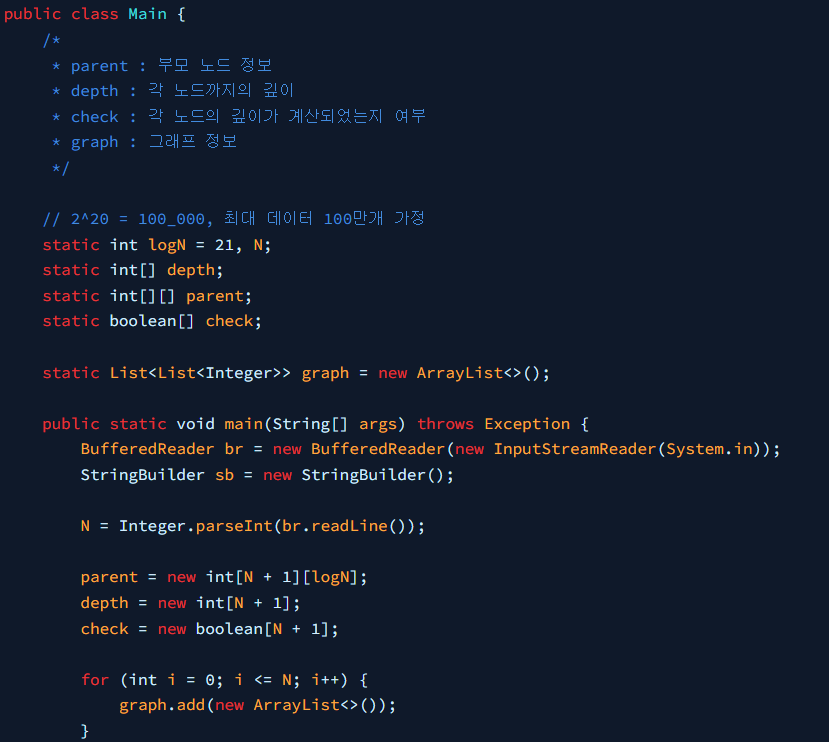 public class Main {
    /*
     * parent : 부모 노드 정보
     * depth : 각 노드까지의 깊이
     * check : 각 노드의 깊이가 계산되었는지 여부
     * graph : 그래프 정보
     */

    // 2^20 = 100_000, 최대 데이터 100만개 가정
    static int logN = 21, N;
    static int[] depth;
    static int[][] parent;
    static boolean[] check;

    static List<List<Integer>> graph = new ArrayList<>();

    public static void main(String[] args) throws Exception {
        BufferedReader br = new BufferedReader(new InputStreamReader(System.in));
        StringBuilder sb = new StringBuilder();

        N = Integer.parseInt(br.readLine());

        parent = new int[N + 1][logN];
        depth = new int[N + 1];
        check = new boolean[N + 1];

        for (int i = 0; i <= N; i++) {
            graph.add(new ArrayList<>());
        }